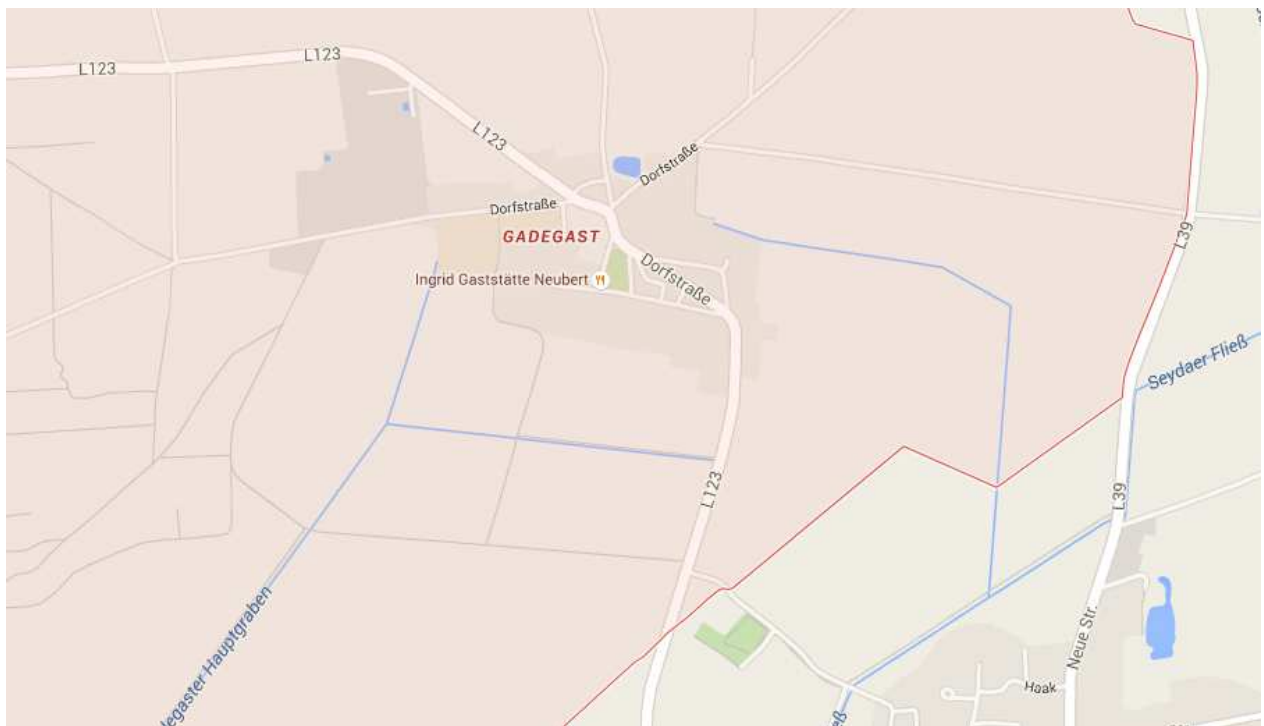 L123
L123
L123
Dorfstraße
Dorfstraße
GADEGAST
L39
Dorfstraße
Ingrid Gaststätte Neubert
Seydaer Fließ
L123
L39
Neue Str.
Haak